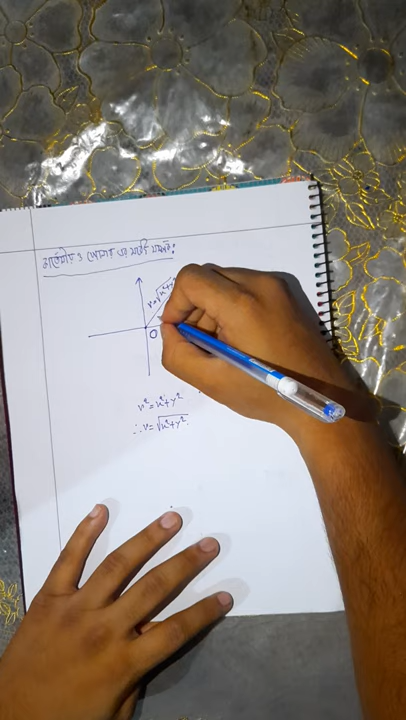 কার্তেসীয় ও পোলার এর মধ্যে সম্পর্ক:
r=√x²+y²
O
r²=x²+y²
∴r=√x²+y².